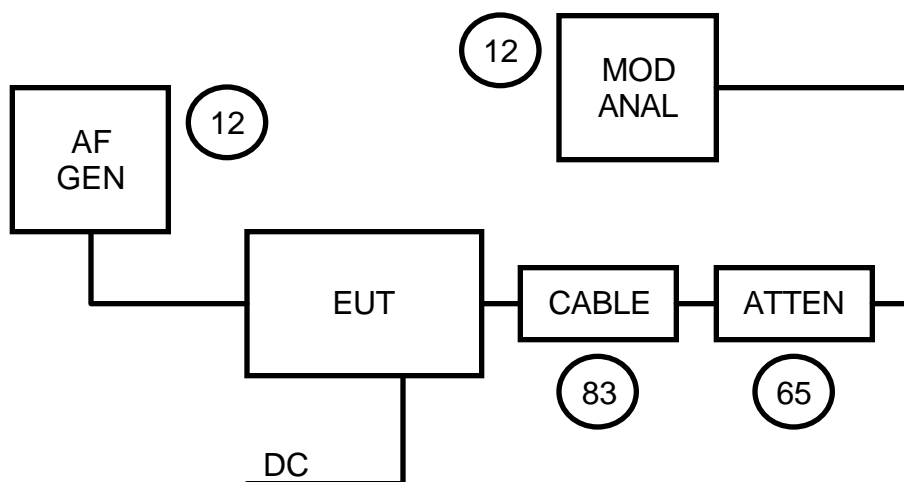 12
MOD
ANAL
12
AF
GEN
EUT
CABLE
ATTEN
83
65
DC